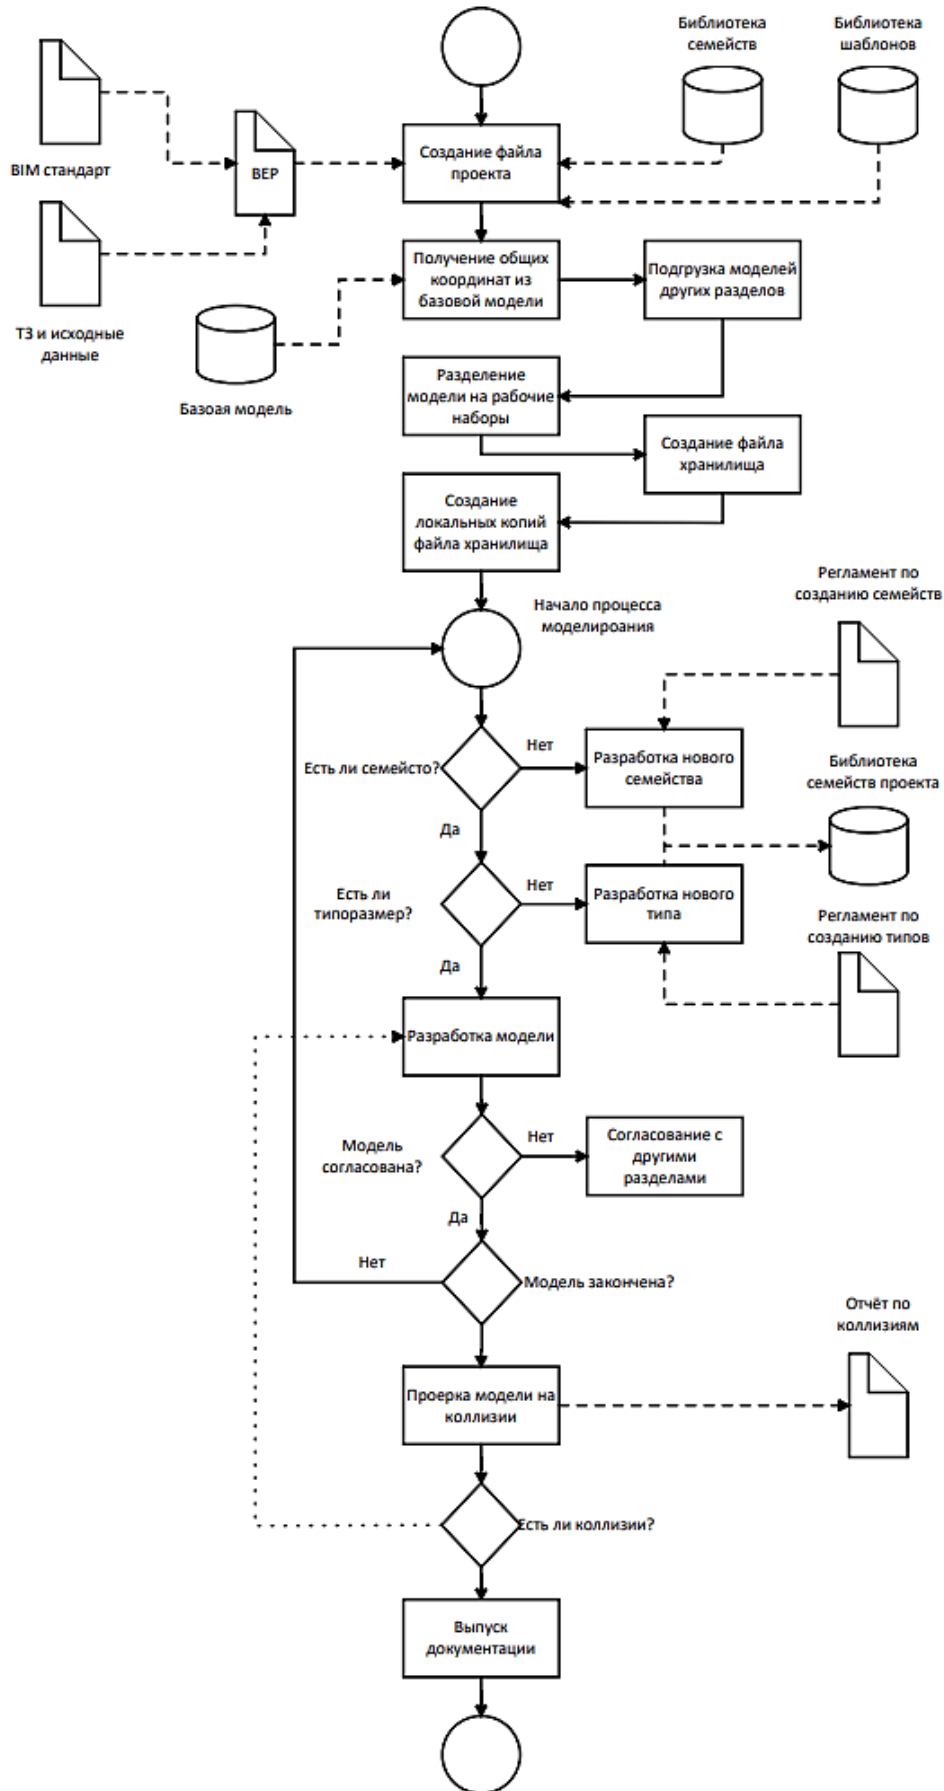 Библиотека
семейств
Библиотека
шаблонов
BIM стандарт
BEP
Создание файла
проекта
ТЗ и исходные
данные
Получение общих
координат из
базовой модели
Подгрузка моделей
других разделов
Базоая модель
Разделение
модели на рабочие
наборы
Создание файла
хранилища
Создание
локальных копий
файла хранилища
Начало процесса
моделироания
Регламент по
созданию семейств
Есть ли семейсто?
Нет
Разработка нового
семейства
Библиотека
семейств проекта
Да
Есть ли
типоразмер?
Нет
Разработка нового
типа
Регламент по
созданию типов
Да
Разработка модели
Модель
согласована?
Нет
Согласование с
другими
разделами
Да
Нет
Модель закончена?
Отчёт по
коллизиям
Проерка модели на
коллизии
Есть ли коллизии?
Выпуск
документации